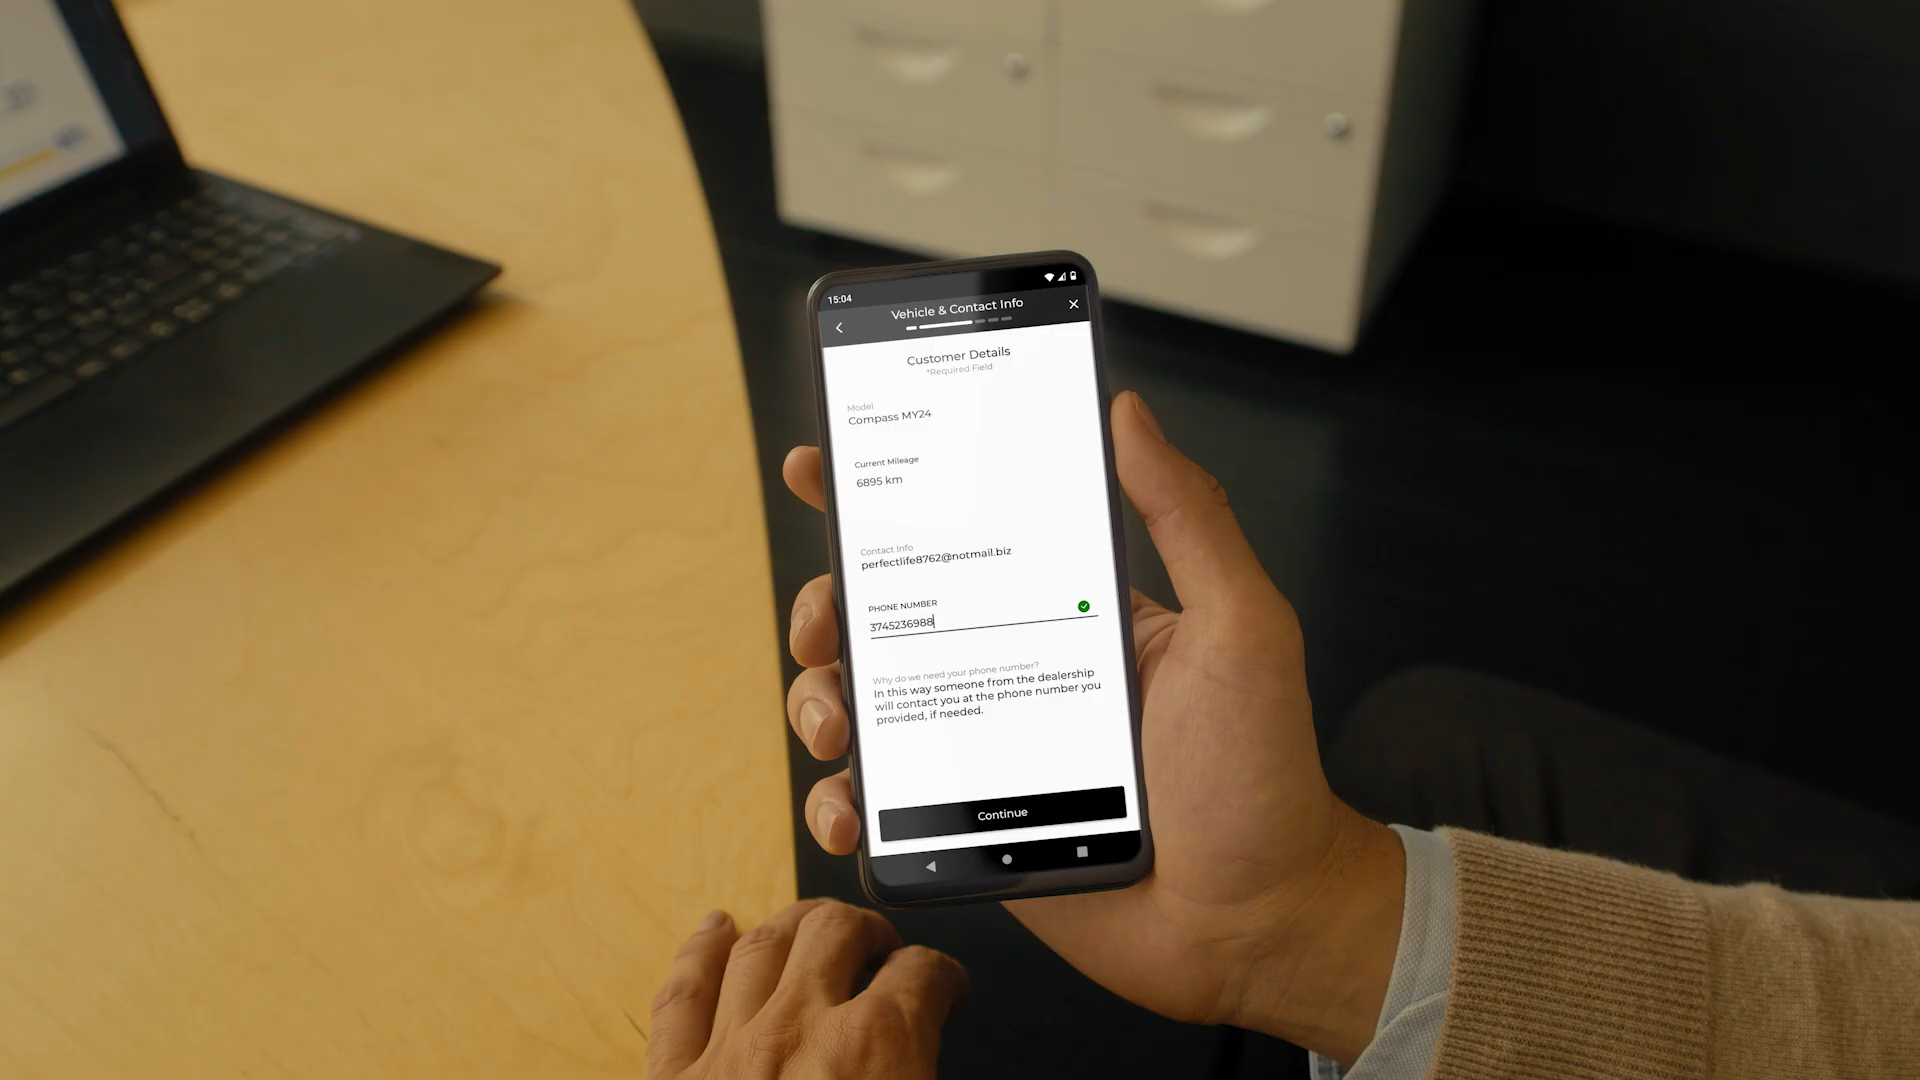 15:04
Vehicle & Contact Info
Customer Details
*Required Field
Model
Compass MY24
Current Mileage
6895 km
Contact Info
perfectlife8762@notmail.biz
PHONE NUMBER
3745236988
Why do we need your phone number?
In this way someone from the dealership
will contact you at the phone number you
provided, if needed.
Continue